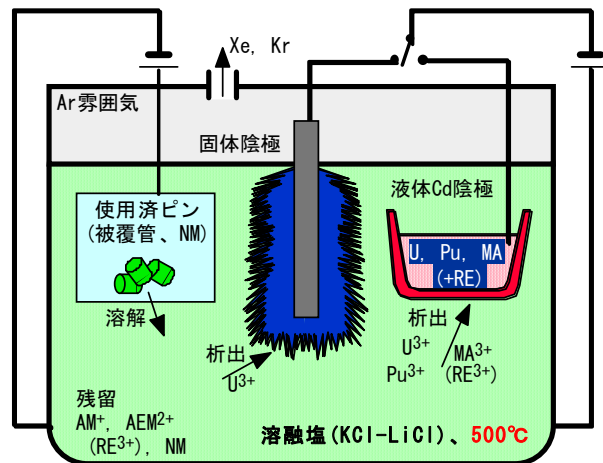 Xe, Kr
Ar雰囲気
固体陰極
液体Cd陰極
使用済ピン
(被覆管、NM)
U, Pu, MA
(+RE)
溶解
析出
U³⁺
析出
U³⁺
Pu³⁺
MA³⁺
(RE³⁺)
残留
AM⁺, AEM²⁺
(RE³⁺), NM
溶融塩(KCl-LiCl)、500℃